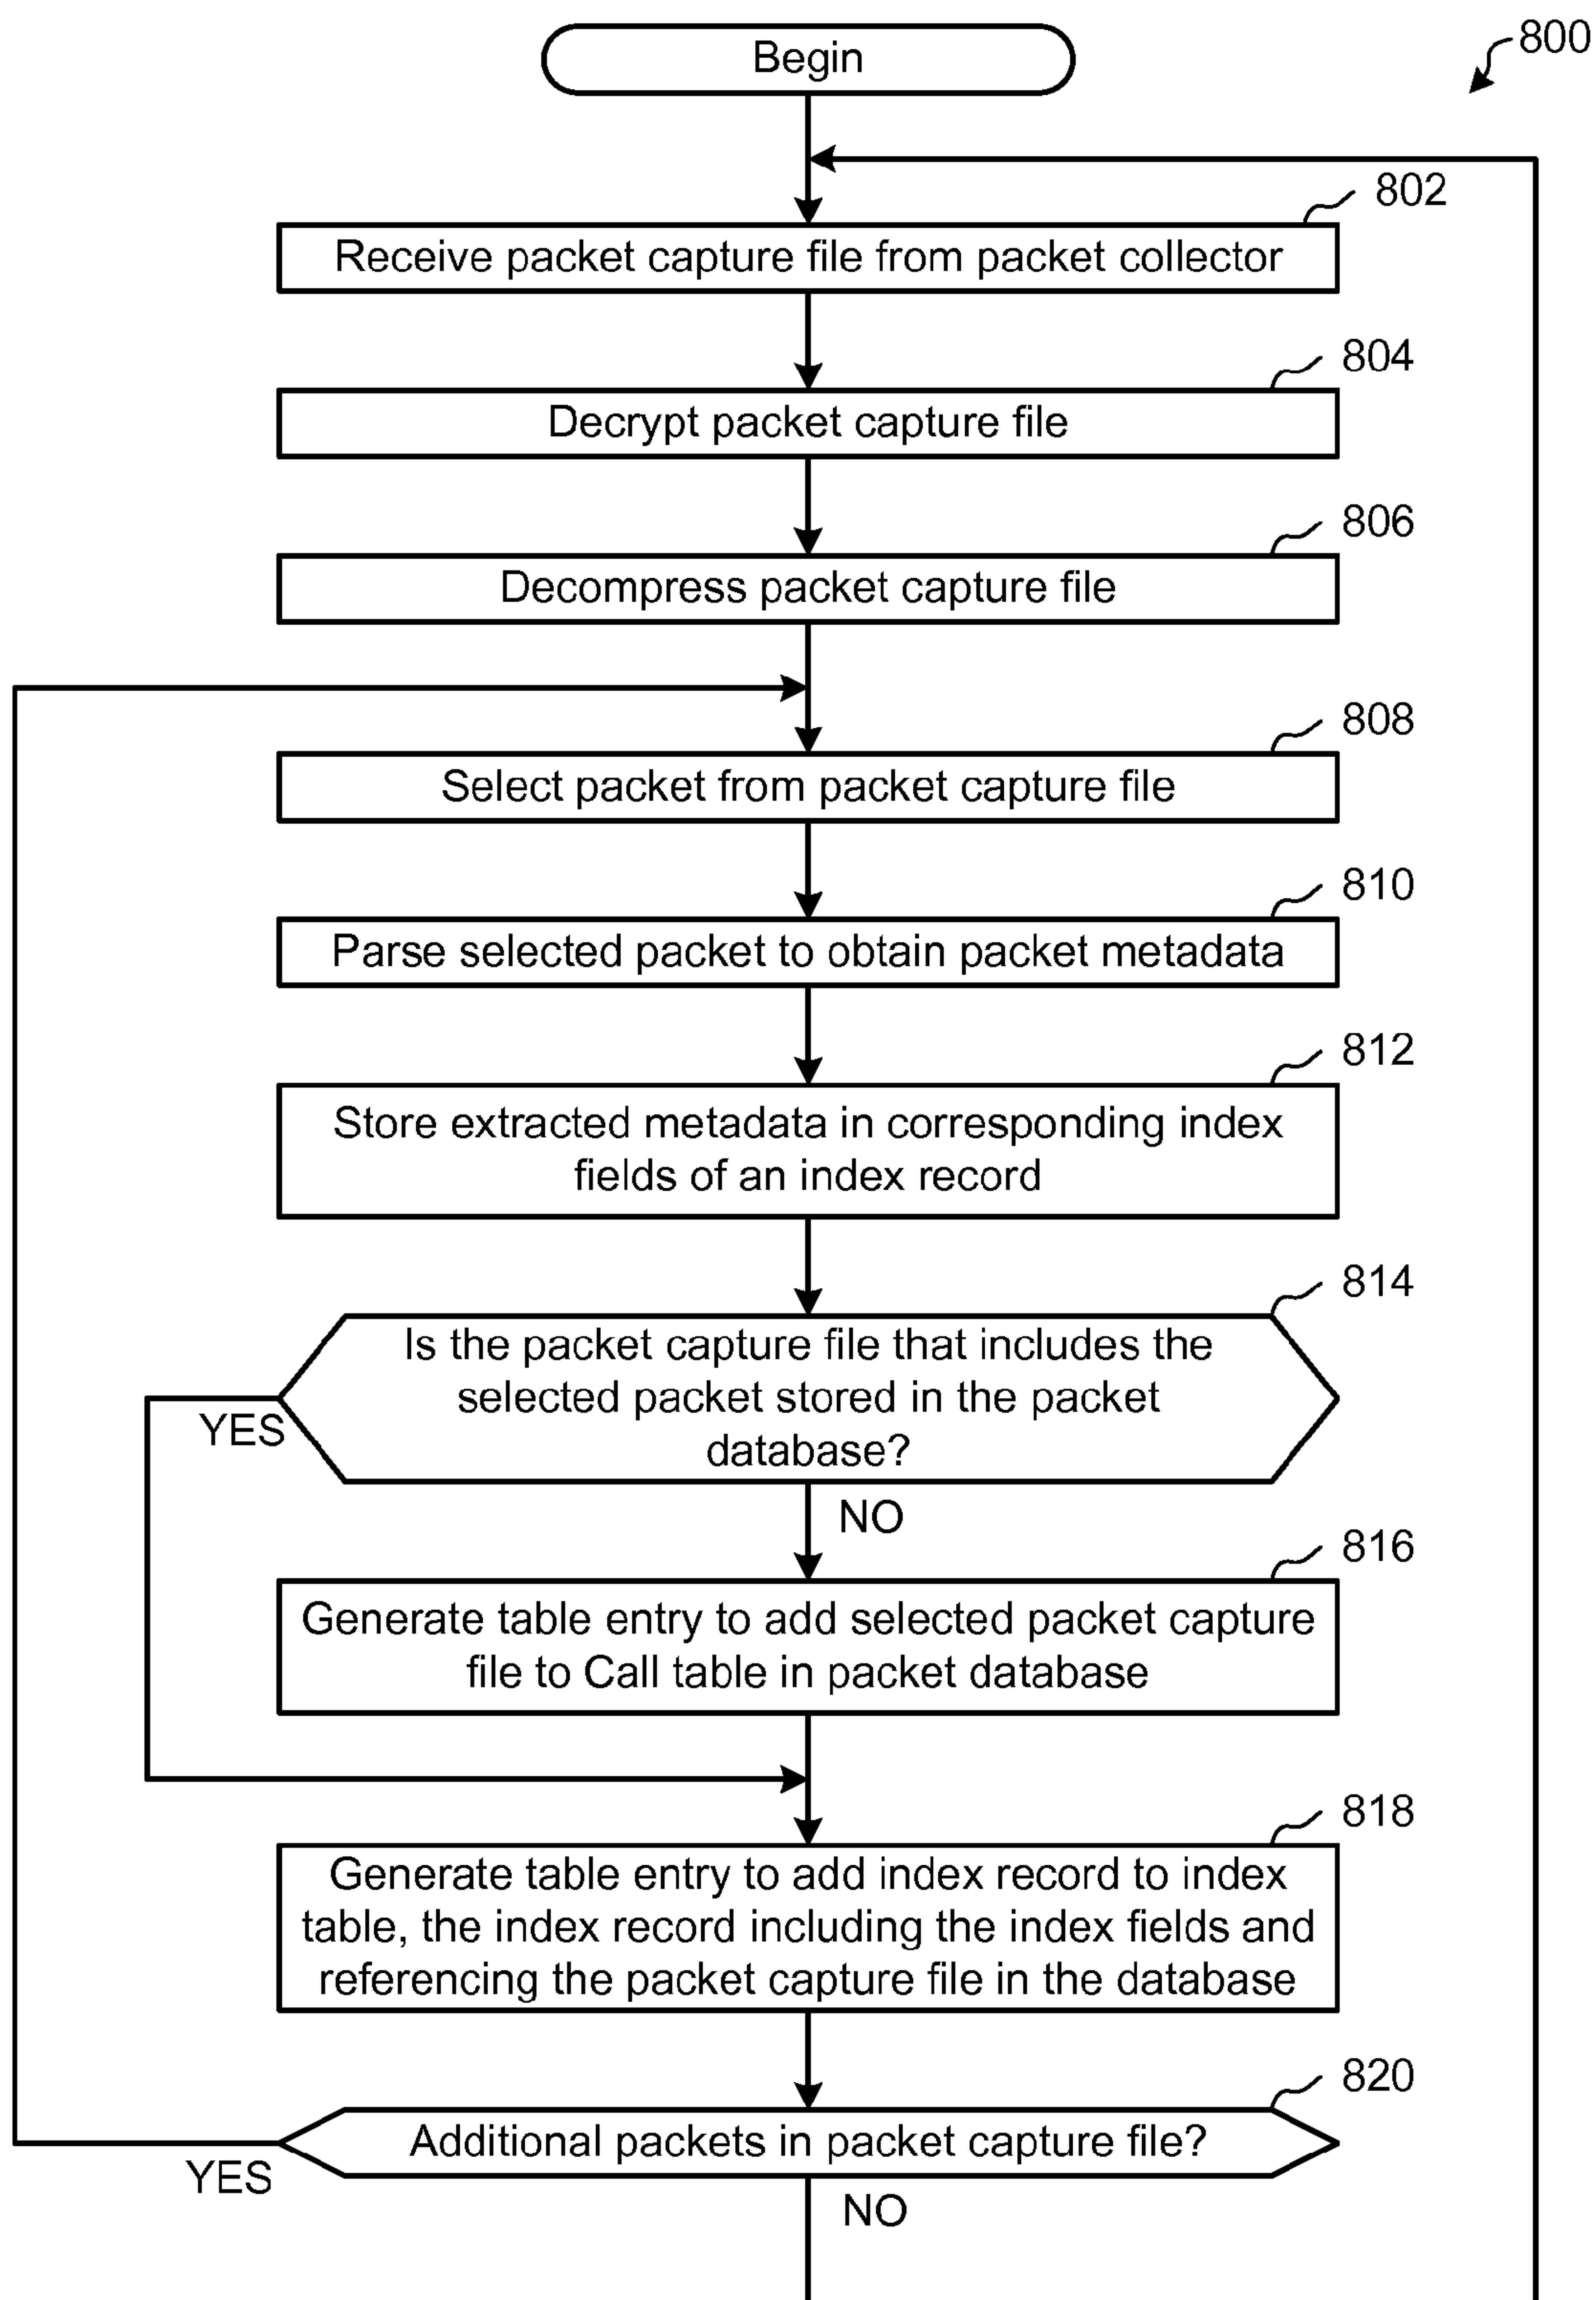 Begin
800
802
Receive packet capture file from packet collector
804
Decrypt packet capture file
806
Decompress packet capture file
808
Select packet from packet capture file
810
Parse selected packet to obtain packet metadata
812
Store extracted metadata in corresponding index
fields of an index record
814
Is the packet capture file that includes the
selected packet stored in the packet
database?
YES
NO
816
Generate table entry to add selected packet capture
file to Call table in packet database
818
Generate table entry to add index record to index
table, the index record including the index fields and
referencing the packet capture file in the database
820
Additional packets in packet capture file?
YES
NO